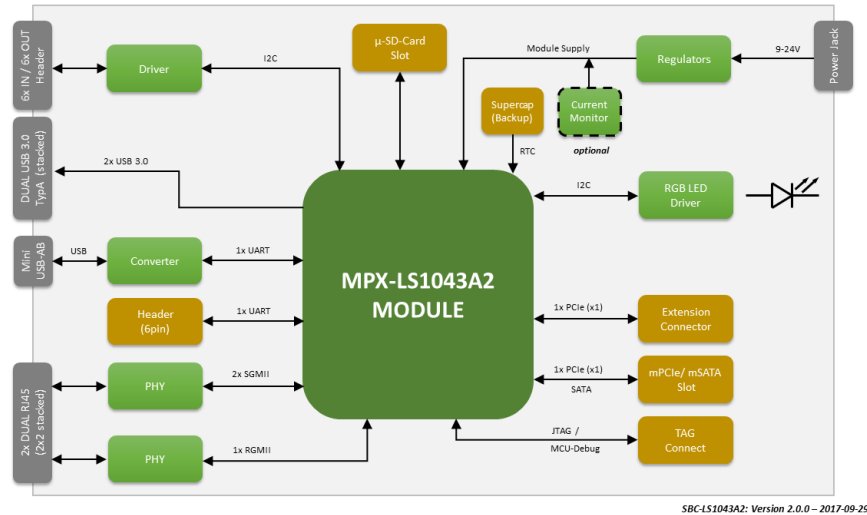 6x IN / 6x OUT
Header
Driver
I2C
µ-SD-Card
Slot
Module Supply
Regulators
9-24V
Power Jack
Supercap
(Backup)
RTC
Current
Monitor
optional
DUAL USB 3.0
TypA (stacked)
2x USB 3.0
I2C
RGB LED
Driver
Mini
USB-AB
USB
Converter
1x UART
MPX-LS1043A2
MODULE
Header
(6pin)
1x UART
1x PCIe (x1)
Extension
Connector
2x DUAL RJ45
(2x2 stacked)
PHY
2x SGMII
1x PCIe (x1)
SATA
mPCIe/ mSATA
Slot
PHY
1x RGMII
JTAG /
MCU-Debug
TAG
Connect
SBC-LS1043A2: Version 2.0.0 – 2017-09-29